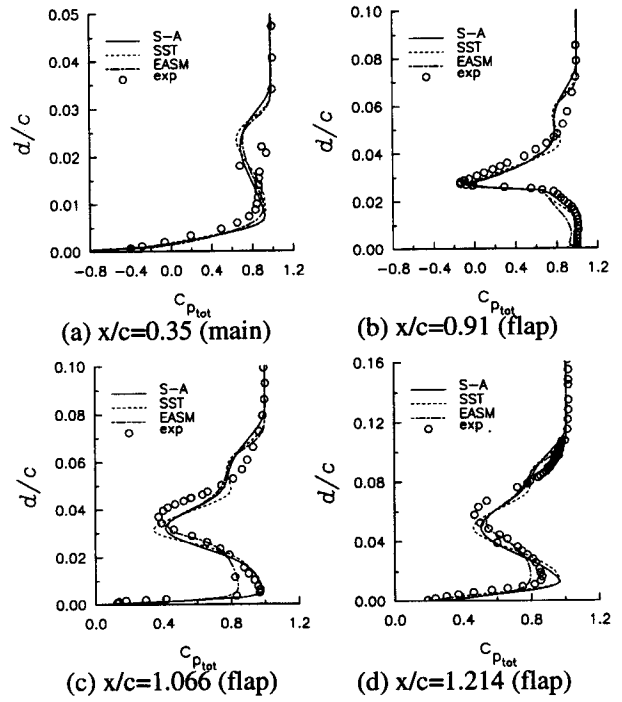 0.05
S-A
SST
EASM
exp
0.04
0.03
d/c
0.02
0.01
0.00
-0.8 -0.4 0.0 0.4 0.8 1.2
C_p_tot
(a) x/c=0.35 (main)
0.10
S-A
SST
EASM
exp
0.08
0.06
d/c
0.04
0.02
0.00
-0.8 -0.4 0.0 0.4 0.8 1.2
C_p_tot
(b) x/c=0.91 (flap)
0.10
S-A
SST
EASM
exp
0.08
0.06
d/c
0.04
0.02
0.00
0.0 0.4 0.8 1.2
C_p_tot
(c) x/c=1.066 (flap)
0.16
S-A
SST
EASM
exp
0.12
d/c
0.08
0.04
0.00
0.0 0.4 0.8 1.2
C_p_tot
(d) x/c=1.214 (flap)